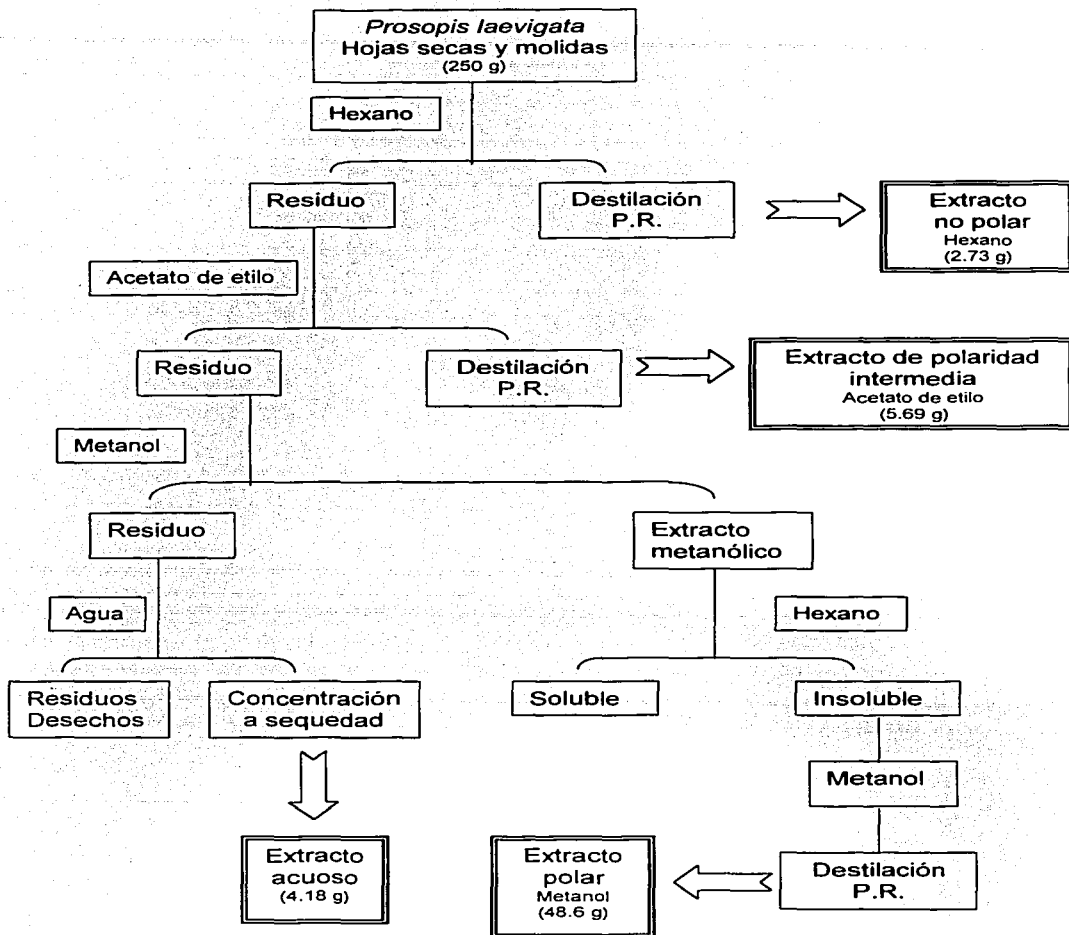 Prosopis laevigata
Hojas secas y molidas
(250 g)
Hexano
Residuo
Destilación
P.R.
Extracto
no polar
Hexano
(2.73 g)
Acetato de etilo
Residuo
Destilación
P.R.
Extracto de polaridad
intermedia
Acetato de etilo
(5.69 g)
Metanol
Residuo
Extracto
metanólico
Agua
Hexano
Residuos
Desechos
Concentración
a sequedad
Soluble
Insoluble
Metanol
Extracto
acuoso
(4.18 g)
Extracto
polar
Metanol
(48.6 g)
Destilación
P.R.